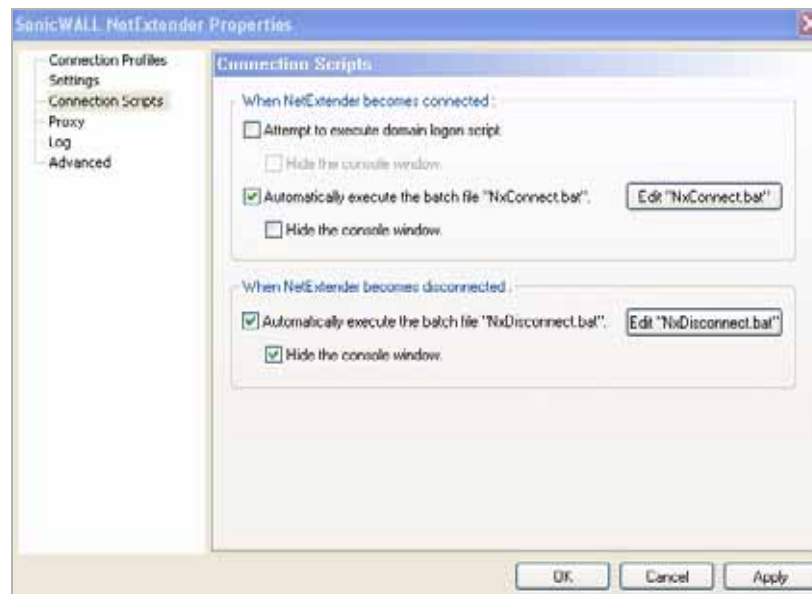 SonicWALL NetExtender Properties
Connection Profiles
Settings
Connection Scripts
Proxy
Log
Advanced
Connection Scripts
When NetExtender becomes connected :
Attempt to execute domain logon script
Hide the console window.
Automatically execute the batch file "NxConnect.bat".
Edit "NxConnect.bat"
Hide the console window.
When NetExtender becomes disconnected :
Automatically execute the batch file "NxDisconnect.bat".
Edit "NxDisconnect.bat"
Hide the console window.
OK
Cancel
Apply